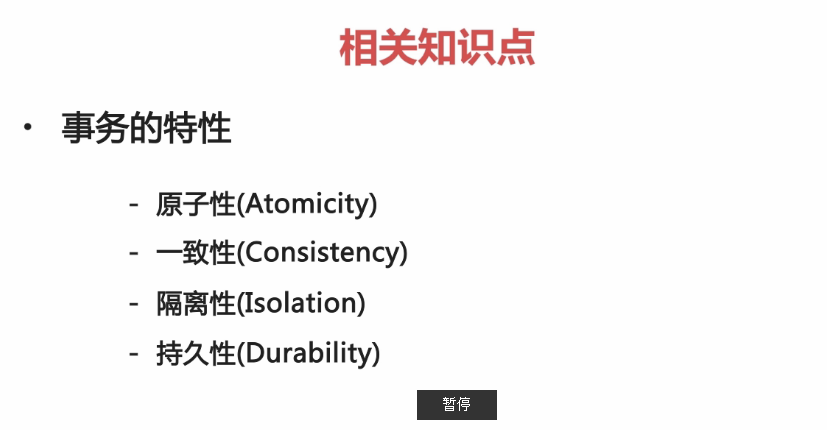 相关知识点
• 事务的特性
- 原子性(Atomicity)
- 一致性(Consistency)
- 隔离性(Isolation)
- 持久性(Durability)
暂停